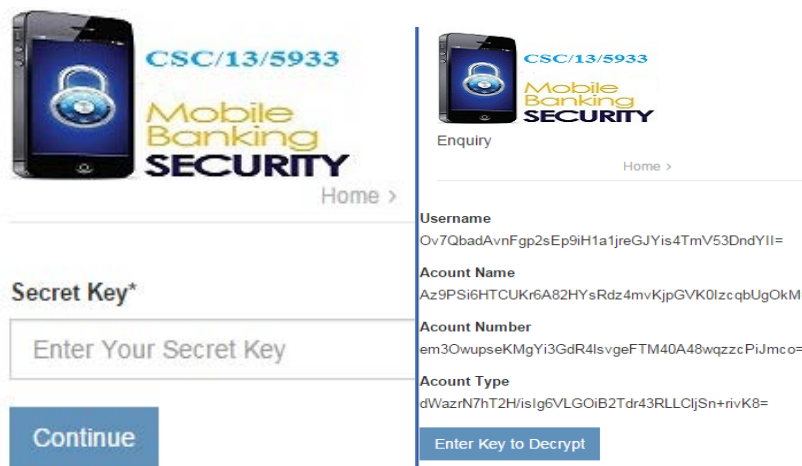 CSC/13/5933
Mobile
Banking
SECURITY
Home >
Secret Key*
Enter Your Secret Key
Continue
CSC/13/5933
Mobile
Banking
SECURITY
Enquiry
Home >
Username
Ov7QbadAvnFgp2sEp9iH1a1jreGJYis4TmV53DndYII=
Acount Name
Az9PSi6HTCUKr6A82HYsRdz4mvKjpGVK0IzcqbUgOkM
Acount Number
em3OwupseKMgYi3GdR4lsvgeFTM40A48wqzzcPiJmco=
Acount Type
dWazrN7hT2H/isIg6VLGOiB2Tdr43RLLCljSn+rivK8=
Enter Key to Decrypt